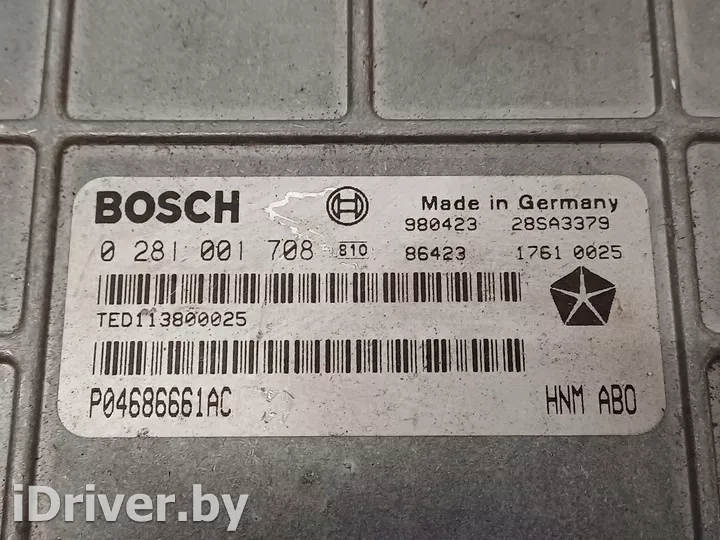 BOSCH
Made in Germany
980423 28SA3379
0 281 001 708 810 86423 1761 0025
TED113800025
P04686661AC HNM ABO
iDriver.by